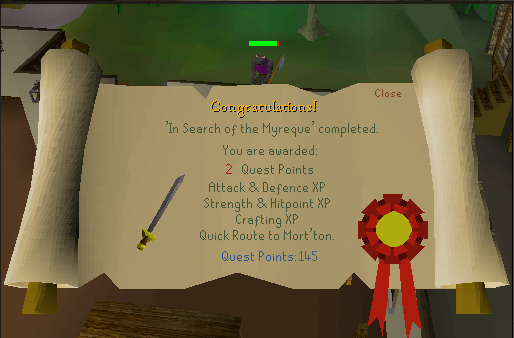 Close
Congratulations!
'In Search of the Myreque' completed.
You are awarded:
2 Quest Points
Attack & Defence XP
Strength & Hitpoint XP
Crafting XP
Quick Route to Mort'ton.
Quest Points:145